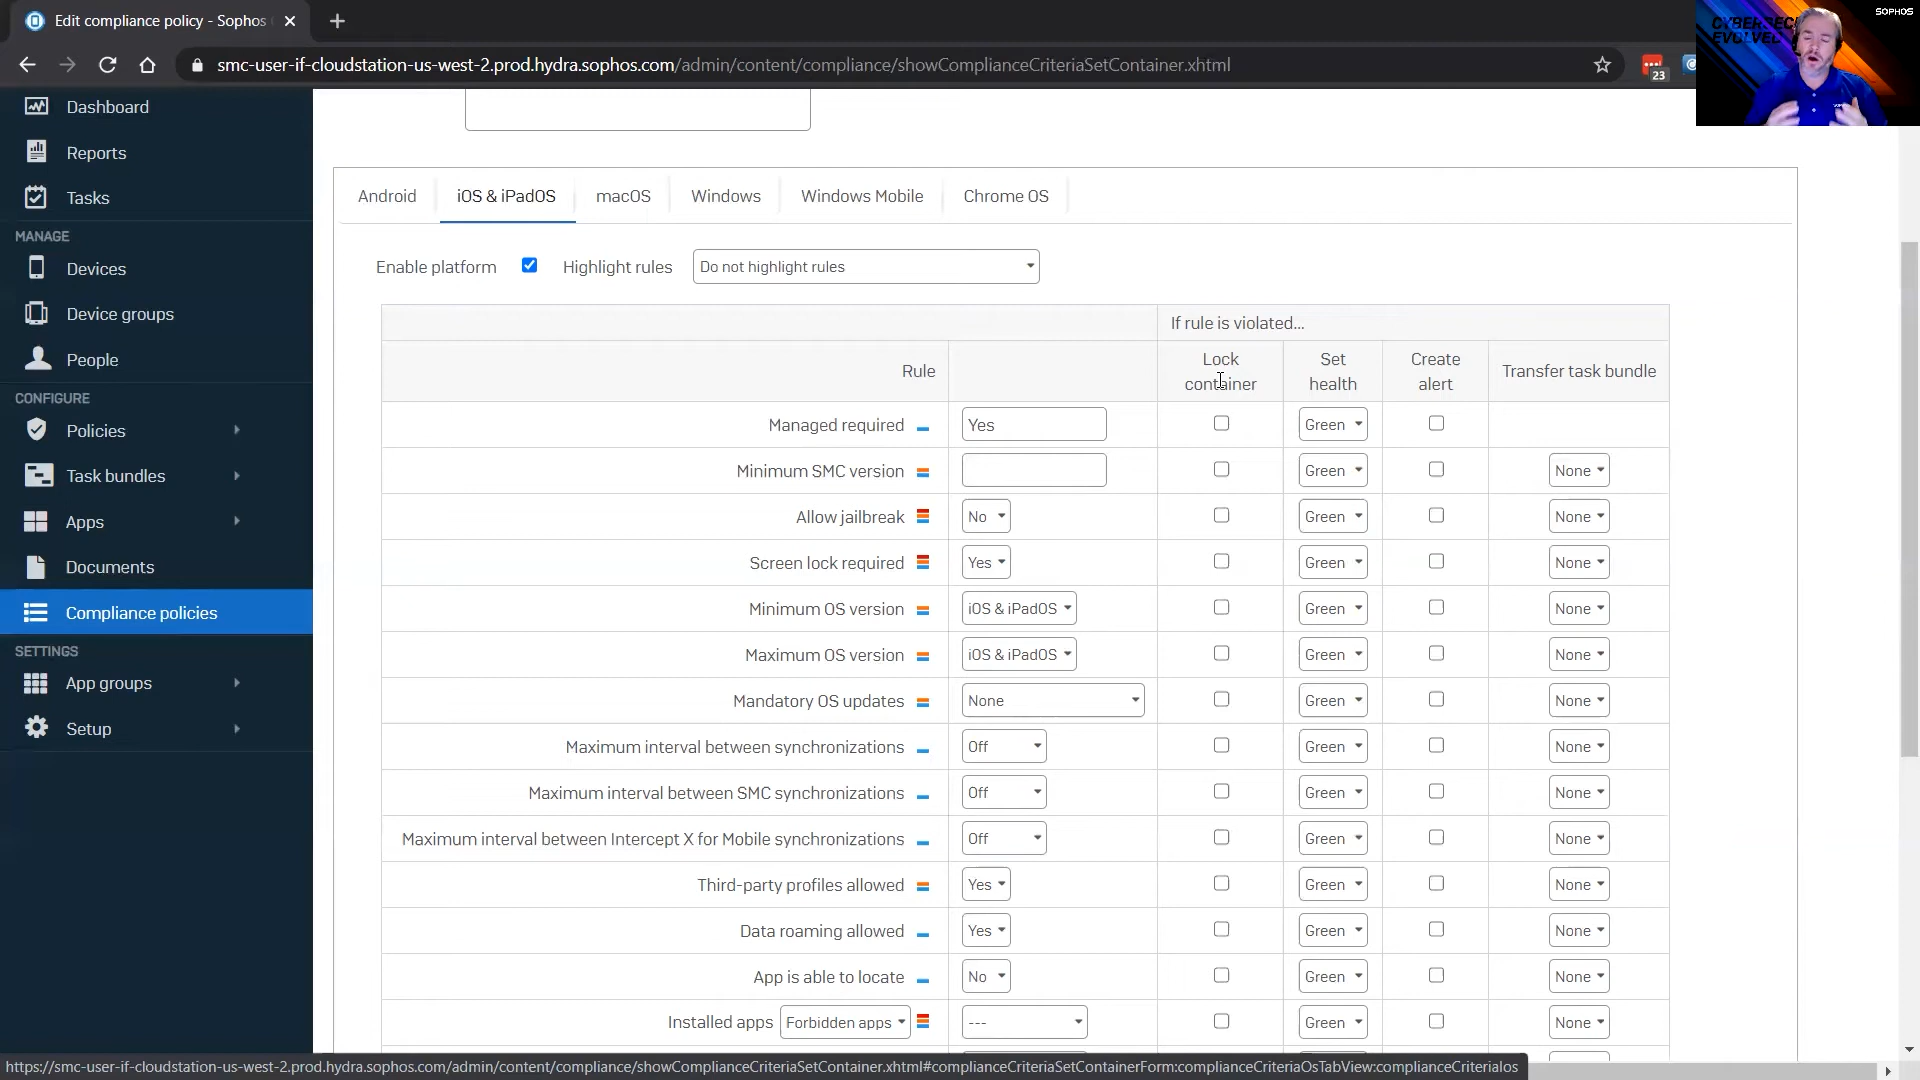 Edit compliance policy - Sophos
smc-user-if-cloudstation-us-west-2.prod.hydra.sophos.com/admin/content/compliance/showComplianceCriteriaSetContainer.xhtml
23
SOPHOS
EVOLVED
Dashboard
Reports
Tasks
MANAGE
Devices
Device groups
People
CONFIGURE
Policies
Task bundles
Apps
Documents
Compliance policies
SETTINGS
App groups
Setup
Android iOS & iPadOS macOS Windows Windows Mobile Chrome OS
Enable platform Highlight rules Do not highlight rules
If rule is violated...
Rule Lock container Set health Create alert Transfer task bundle
Managed required Yes Green
Minimum SMC version Green None
Allow jailbreak No Green None
Screen lock required Yes Green None
Minimum OS version iOS & iPadOS Green None
Maximum OS version iOS & iPadOS Green None
Mandatory OS updates None Green None
Maximum interval between synchronizations Off Green None
Maximum interval between SMC synchronizations Off Green None
Maximum interval between Intercept X for Mobile synchronizations Off Green None
Third-party profiles allowed Yes Green None
Data roaming allowed Yes Green None
App is able to locate No Green None
Installed apps Forbidden apps --- Green None
https://smc-user-if-cloudstation-us-west-2.prod.hydra.sophos.com/admin/content/compliance/showComplianceCriteriaSetContainer.xhtml#complianceCriteriaSetContainerForm:complianceCriteriaOsTabView:complianceCriteriaIos